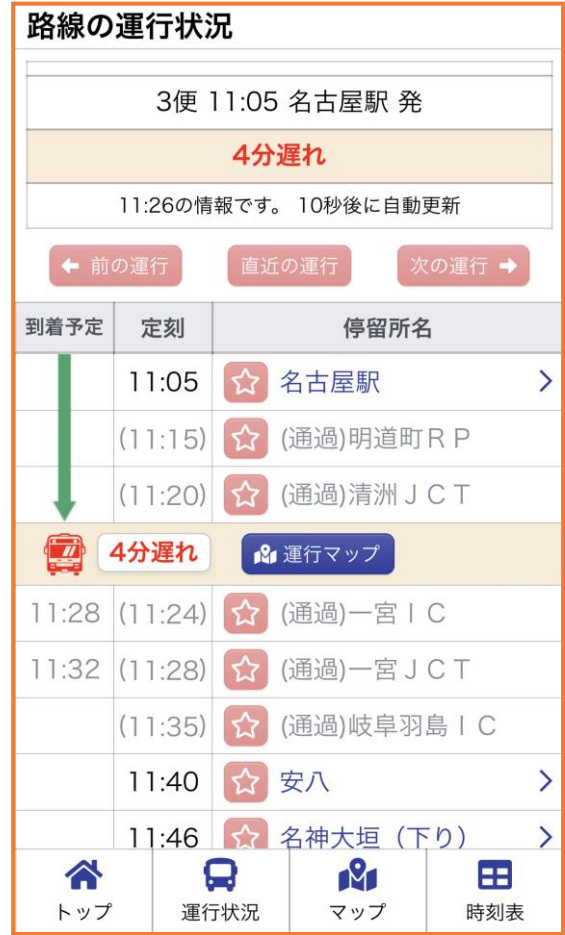 路線の運行状況
3便 11:05 名古屋駅 発
4分遅れ
11:26の情報です。 10秒後に自動更新
前の運行 直近の運行 次の運行
到着予定 定刻 停留所名
11:05 名古屋駅
(11:15) (通過)明道町ＲＰ
(11:20) (通過)清洲ＪＣＴ
4分遅れ 運行マップ
11:28 (11:24) (通過)一宮ＩＣ
11:32 (11:28) (通過)一宮ＪＣＴ
(11:35) (通過)岐阜羽島ＩＣ
11:40 安八
11:46 名神大垣（下り）
トップ 運行状況 マップ 時刻表